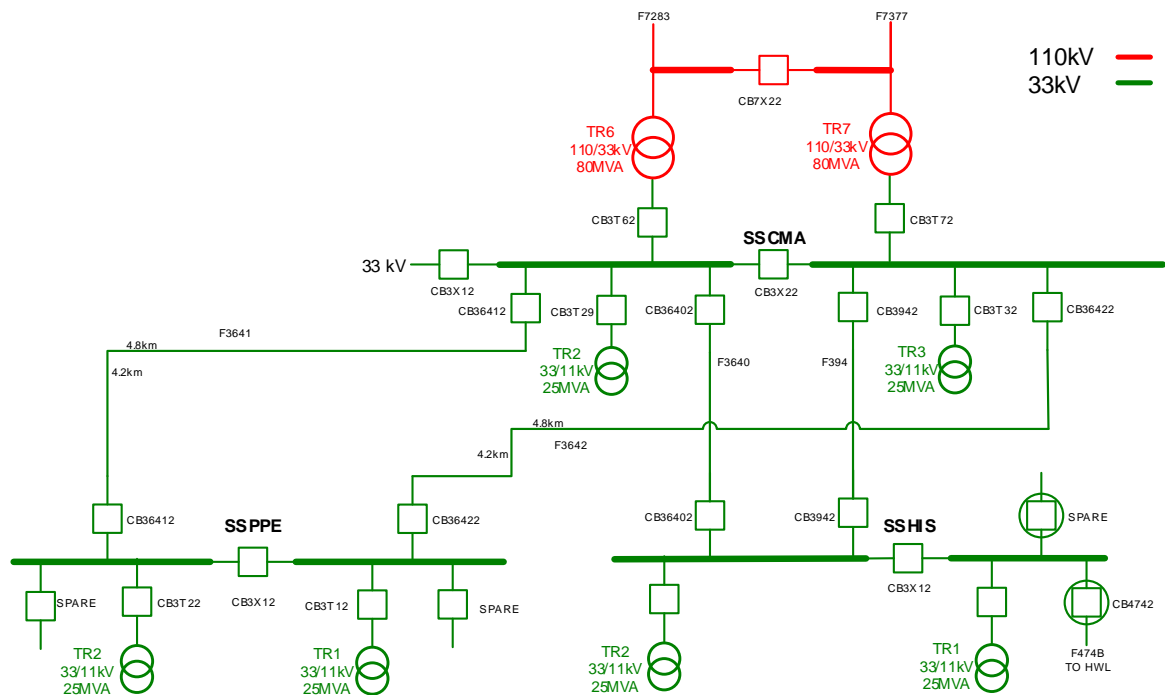 F7283
F7377
110kV
33kV
CB7X22
TR6
110/33kV
80MVA
TR7
110/33kV
80MVA
CB3T62
CB3T72
SSCMA
33 kV
CB3X12
CB3X22
CB36412
CB3T29
CB36402
CB3942
CB3T32
CB36422
F3641
4.8km
4.2km
TR2
33/11kV
25MVA
F3640
F394
TR3
33/11kV
25MVA
4.8km
F3642
4.2km
CB36412
SSPPE
CB36422
CB36402
CB3942
SSHIS
SPARE
CB3X12
CB3X12
SPARE
CB3T22
CB3T12
SPARE
CB4742
TR2
33/11kV
25MVA
TR1
33/11kV
25MVA
TR2
33/11kV
25MVA
TR1
33/11kV
25MVA
F474B
TO HWL